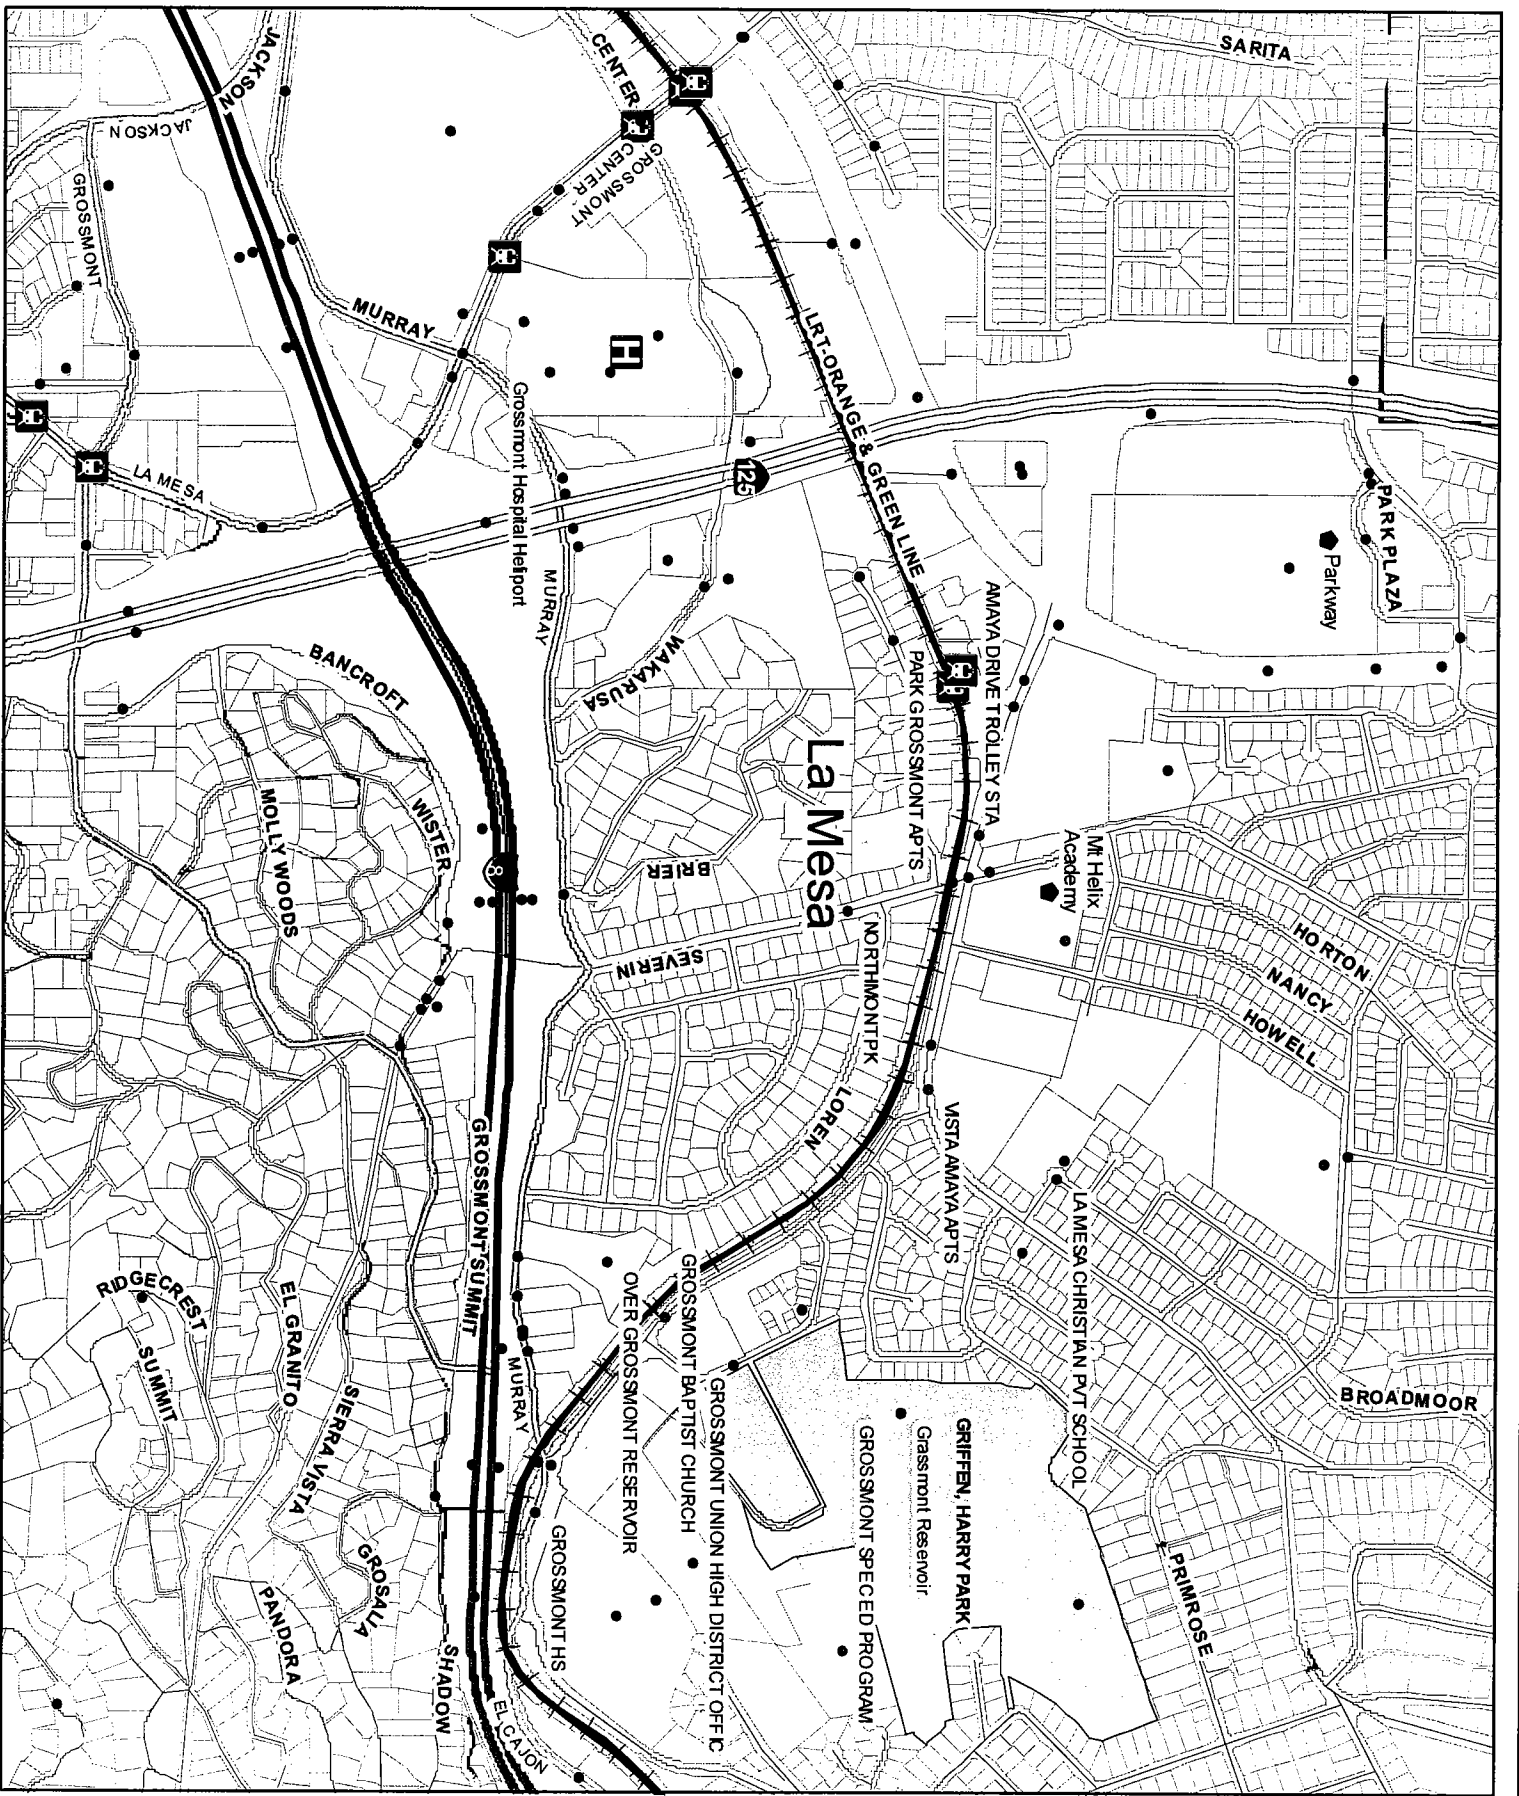 SARITA
JACKSON
JACKSON
GROSSMONT
CENTER
GROSSMONT
CENTER
MURRAY
H
LRT-ORANGE & GREEN LINE
Grossmont Hospital Heliport
125
LA MESA
PARK PLAZA
Parkway
MURRAY
WAKARUSA
BANCROFT
AMAYA DRIVE TROLLEY STA
PARK GROSSMONT APTS
La Mesa
MOLLY WOODS
WISTER
8
BRIER
SEVERIN
NORTHMONT PK
LOREN
Mt Helix
Academy
HORTON
NANCY
HOWELL
VISTA AMAYA APTS
LA MESA CHRISTIAN PVT SCHOOL
GROSSMONT SUMMIT
RIDGECREST
SUMMIT
EL GRANITO
SIERRA VISTA
GROSALIA
PANDORA
SHADOW
EL CAJON
MURRAY
GROSSMONT HS
OVER GROSSMONT RESERVOIR
GROSSMONT BAPTIST CHURCH
GROSSMONT UNION HIGH DISTRICT OFFIC
GROSSMONT SPECED PROGRAM
Grassmont Reservoir
GRIFFEN, HARRY PARK
BROADMOOR
PRIMROSE